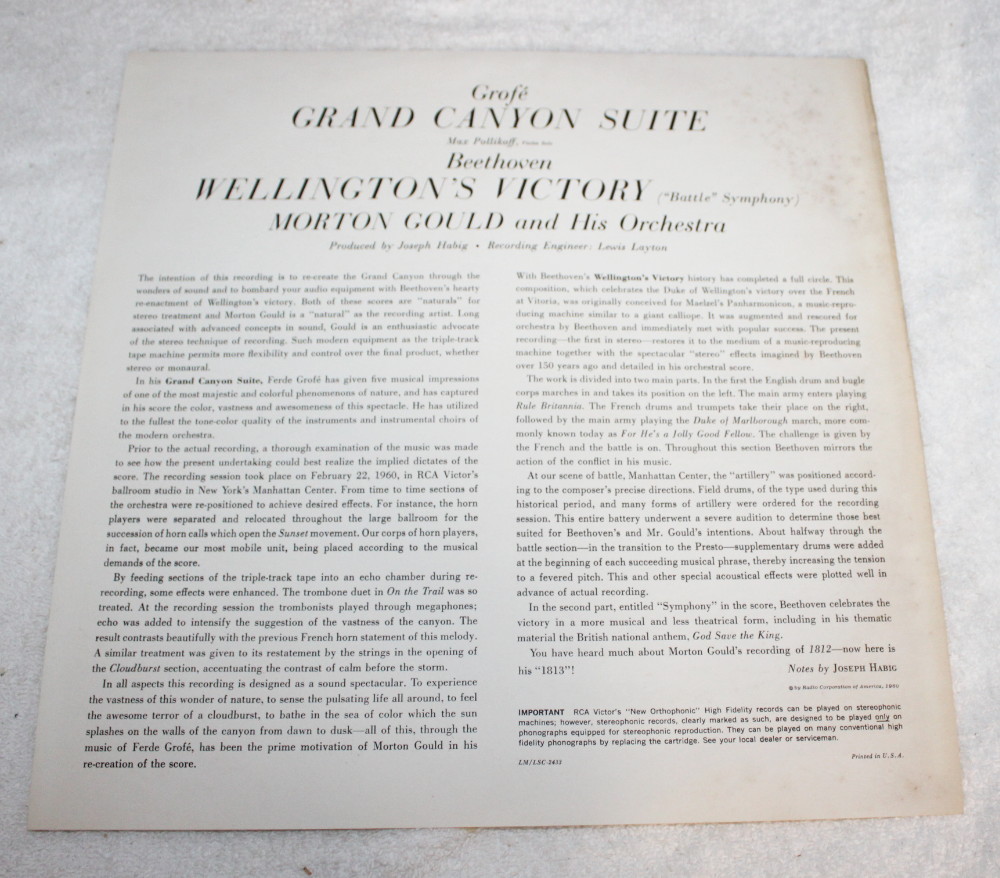 Grofé
GRAND CANYON SUITE
Max Pollikoff, Violin Solo
Beethoven
WELLINGTON'S VICTORY ("Battle" Symphony)
MORTON GOULD and His Orchestra
Produced by Joseph Habig • Recording Engineer: Lewis Layton
The intention of this recording is to re-create the Grand Canyon through the
wonders of sound and to bombard your audio equipment with Beethoven's hearty
re-enactment of Wellington's victory. Both of these scores are "naturals" for
stereo treatment and Morton Gould is a "natural" as the recording artist. Long
associated with advanced concepts in sound, Gould is an enthusiastic advocate
of the stereo technique of recording. Such modern equipment as the triple-track
tape machine permits more flexibility and control over the final product, whether
stereo or monaural.
In his Grand Canyon Suite, Ferde Grofé has given five musical impressions
of one of the most majestic and colorful phenomenons of nature, and has captured
in his score the color, vastness and awesomeness of this spectacle. He has utilized
to the fullest the tone-color quality of the instruments and instrumental choirs of
the modern orchestra.
Prior to the actual recording, a thorough examination of the music was made
to see how the present undertaking could best realize the implied dictates of the
score. The recording session took place on February 22, 1960, in RCA Victor's
ballroom studio in New York's Manhattan Center. From time to time sections of
the orchestra were re-positioned to achieve desired effects. For instance, the horn
players were separated and relocated throughout the large ballroom for the
succession of horn calls which open the Sunset movement. Our corps of horn players,
in fact, became our most mobile unit, being placed according to the musical
demands of the score.
By feeding sections of the triple-track tape into an echo chamber during re-
recording, some effects were enhanced. The trombone duet in On the Trail was so
treated. At the recording session the trombonists played through megaphones;
echo was added to intensify the suggestion of the vastness of the canyon. The
result contrasts beautifully with the previous French horn statement of this melody.
A similar treatment was given to its restatement by the strings in the opening of
the Cloudburst section, accentuating the contrast of calm before the storm.
In all aspects this recording is designed as a sound spectacular. To experience
the vastness of this wonder of nature, to sense the pulsating life all around, to feel
the awesome terror of a cloudburst, to bathe in the sea of color which the sun
splashes on the walls of the canyon from dawn to dusk—all of this, through the
music of Ferde Grofé, has been the prime motivation of Morton Gould in his
re-creation of the score.
With Beethoven's Wellington's Victory history has completed a full circle. This
composition, which celebrates the Duke of Wellington's victory over the French
at Vitoria, was originally conceived for Maelzel's Panharmonicon, a music-repro-
ducing machine similar to a giant calliope. It was augmented and rescored for
orchestra by Beethoven and immediately met with popular success. The present
recording—the first in stereo—restores it to the medium of a music-reproducing
machine together with the spectacular "stereo" effects imagined by Beethoven
over 150 years ago and detailed in his orchestral score.
The work is divided into two main parts. In the first the English drum and bugle
corps marches in and takes its position on the left. The main army enters playing
Rule Britannia. The French drums and trumpets take their place on the right,
followed by the main army playing the Duke of Marlborough march, more com-
monly known today as For He's a Jolly Good Fellow. The challenge is given by
the French and the battle is on. Throughout this section Beethoven mirrors the
action of the conflict in his music.
At our scene of battle, Manhattan Center, the "artillery" was positioned accord-
ing to the composer's precise directions. Field drums, of the type used during this
historical period, and many forms of artillery were ordered for the recording
session. This entire battery underwent a severe audition to determine those best
suited for Beethoven's and Mr. Gould's intentions. About halfway through the
battle section—in the transition to the Presto—supplementary drums were added
at the beginning of each succeeding musical phrase, thereby increasing the tension
to a fevered pitch. This and other special acoustical effects were plotted well in
advance of actual recording.
In the second part, entitled "Symphony" in the score, Beethoven celebrates the
victory in a more musical and less theatrical form, including in his thematic
material the British national anthem, God Save the King.
You have heard much about Morton Gould's recording of 1812—now here is
his "1813"!
Notes by JOSEPH HABIG
© by Radio Corporation of America, 1960
IMPORTANT RCA Victor's "New Orthophonic" High Fidelity records can be played on stereophonic
machines; however, stereophonic records, clearly marked as such, are designed to be played only on
phonographs equipped for stereophonic reproduction. They can be played on many conventional high
fidelity phonographs by replacing the cartridge. See your local dealer or serviceman.
LM/LSC-2433
Printed in U.S.A.